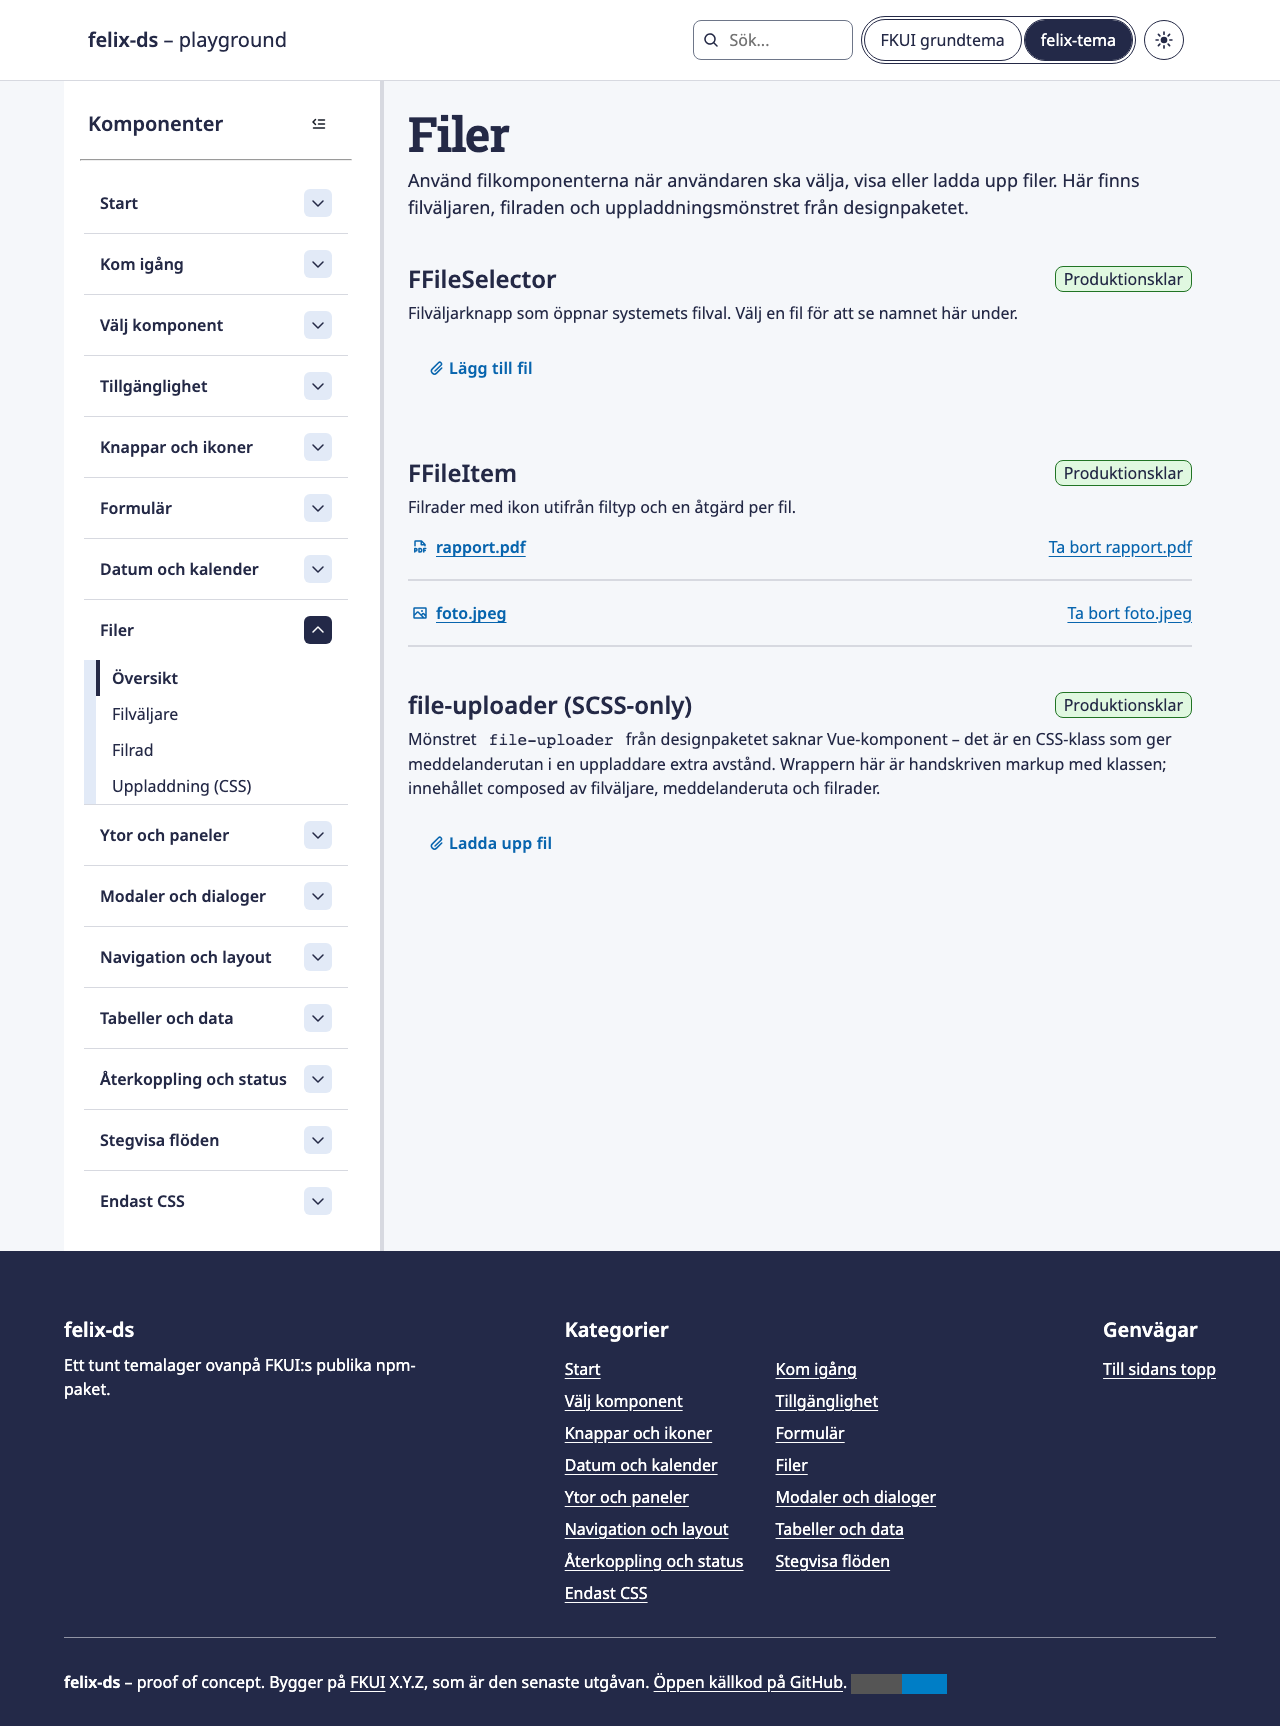 felix-ds – playground
Sök...
FKUI grundtema
felix-tema
Komponenter
Start
Kom igång
Välj komponent
Tillgänglighet
Knappar och ikoner
Formulär
Datum och kalender
Filer
Översikt
Filväljare
Filrad
Uppladdning (CSS)
Ytor och paneler
Modaler och dialoger
Navigation och layout
Tabeller och data
Återkoppling och status
Stegvisa flöden
Endast CSS
Filer
Använd filkomponenterna när användaren ska välja, visa eller ladda upp filer. Här finns
filväljaren, filraden och uppladdningsmönstret från designpaketet.
FFileSelector
Produktionsklar
Filväljarknapp som öppnar systemets filval. Välj en fil för att se namnet här under.
Lägg till fil
FFileItem
Produktionsklar
Filrader med ikon utifrån filtyp och en åtgärd per fil.
PDF
rapport.pdf
Ta bort rapport.pdf
foto.jpeg
Ta bort foto.jpeg
file-uploader (SCSS-only)
Produktionsklar
Mönstret file-uploader från designpaketet saknar Vue-komponent – det är en CSS-klass som ger
meddelanderutan i en uppladdare extra avstånd. Wrappern här är handskriven markup med klassen;
innehållet composed av filväljare, meddelanderuta och filrader.
Ladda upp fil
felix-ds
Ett tunt temalager ovanpå FKUI:s publika npm-
paket.
Kategorier
Start
Kom igång
Välj komponent
Tillgänglighet
Knappar och ikoner
Formulär
Datum och kalender
Filer
Ytor och paneler
Modaler och dialoger
Navigation och layout
Tabeller och data
Återkoppling och status
Stegvisa flöden
Endast CSS
Genvägar
Till sidans topp
felix-ds – proof of concept. Bygger på FKUI X.Y.Z, som är den senaste utgåvan. Öppen källkod på GitHub.